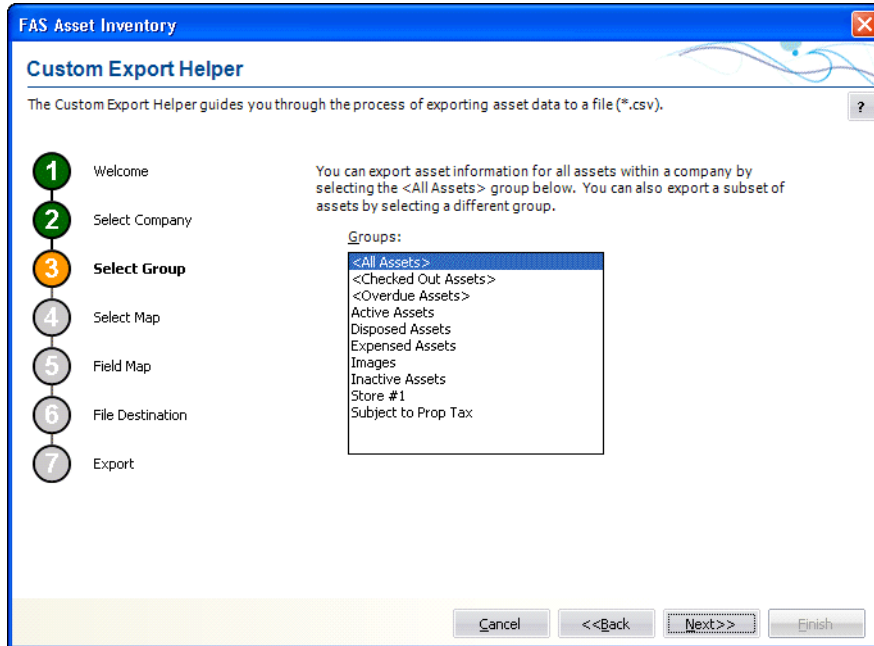 FAS Asset Inventory
Custom Export Helper
The Custom Export Helper guides you through the process of exporting asset data to a file (*.csv).
?
1 Welcome
2 Select Company
3 Select Group
4 Select Map
5 Field Map
6 File Destination
7 Export
You can export asset information for all assets within a company by
selecting the <All Assets> group below. You can also export a subset of
assets by selecting a different group.
Groups:
<All Assets>
<Checked Out Assets>
<Overdue Assets>
Active Assets
Disposed Assets
Expensed Assets
Images
Inactive Assets
Store #1
Subject to Prop Tax
Cancel
<<Back
Next>>
Finish